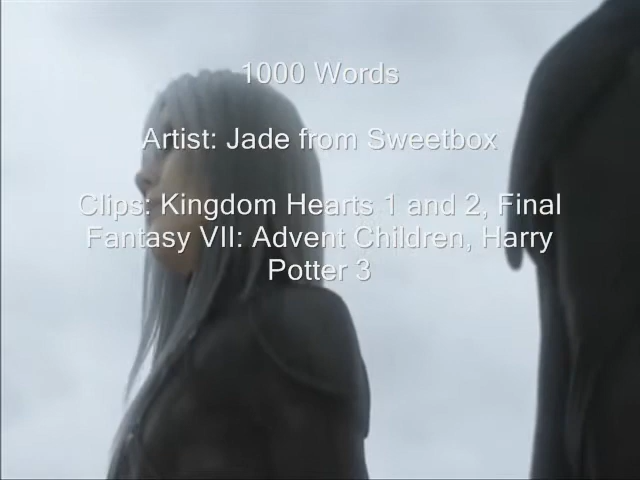 1000 Words
Artist: Jade from Sweetbox
Clips: Kingdom Hearts 1 and 2, Final
Fantasy VII: Advent Children, Harry
Potter 3